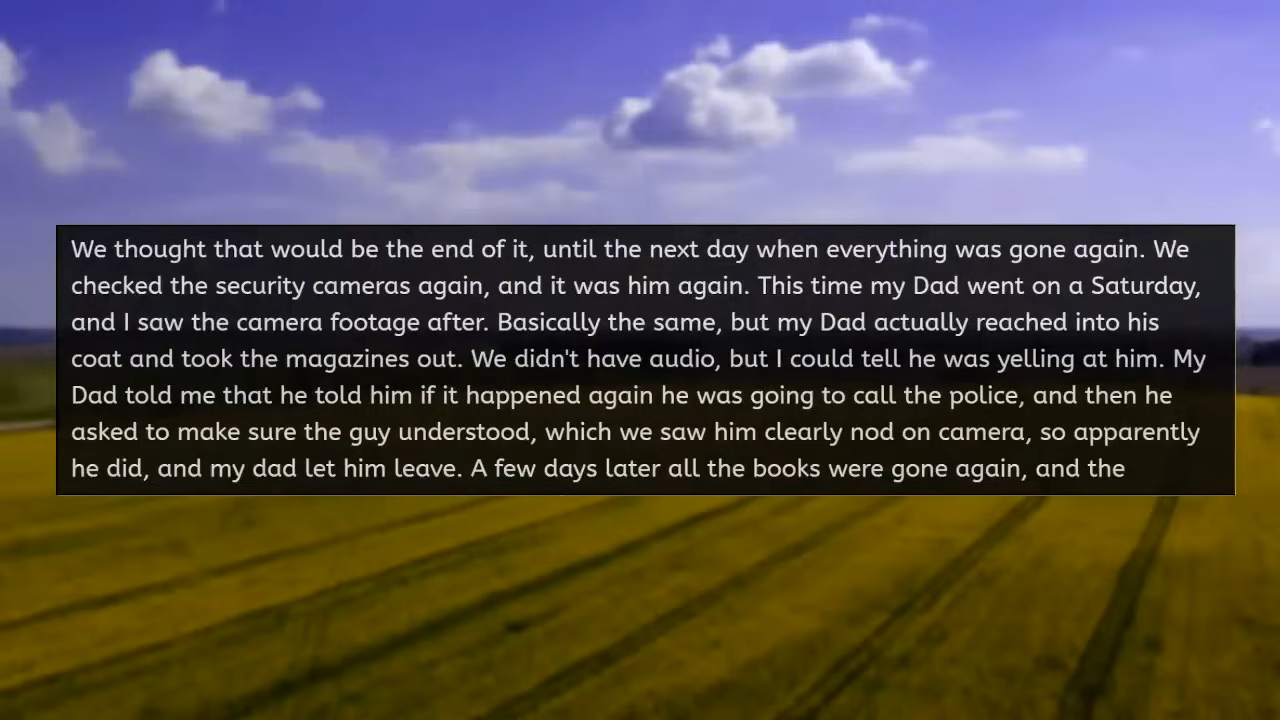 We thought that would be the end of it, until the next day when everything was gone again. We
checked the security cameras again, and it was him again. This time my Dad went on a Saturday,
and I saw the camera footage after. Basically the same, but my Dad actually reached into his
coat and took the magazines out. We didn't have audio, but I could tell he was yelling at him. My
Dad told me that he told him if it happened again he was going to call the police, and then he
asked to make sure the guy understood, which we saw him clearly nod on camera, so apparently
he did, and my dad let him leave. A few days later all the books were gone again, and the